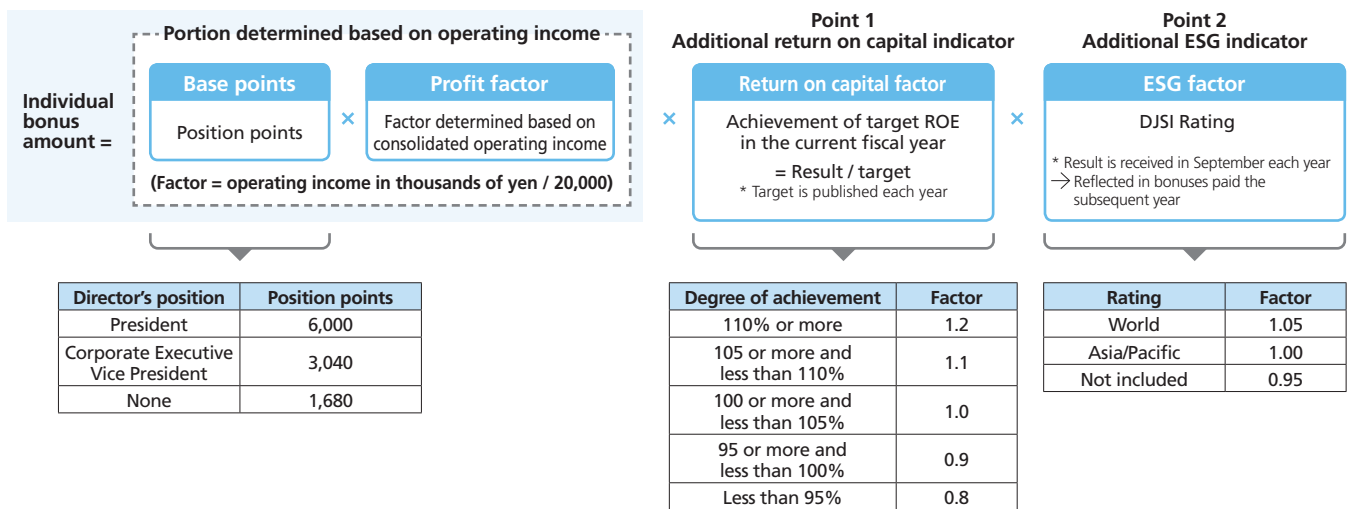 Individual
bonus
amount =
Portion determined based on operating income
Base points
Position points
×
Profit factor
Factor determined based on
consolidated operating income
(Factor = operating income in thousands of yen / 20,000)
×
Point 1
Additional return on capital indicator
Return on capital factor
Achievement of target ROE
in the current fiscal year
= Result / target
* Target is published each year
×
Point 2
Additional ESG indicator
ESG factor
DJSI Rating
* Result is received in September each year
→ Reflected in bonuses paid the
subsequent year
Director's position Position points
President 6,000
Corporate Executive
Vice President 3,040
None 1,680
Degree of achievement Factor
110% or more 1.2
105 or more and
less than 110% 1.1
100 or more and
less than 105% 1.0
95 or more and
less than 100% 0.9
Less than 95% 0.8
Rating Factor
World 1.05
Asia/Pacific 1.00
Not included 0.95